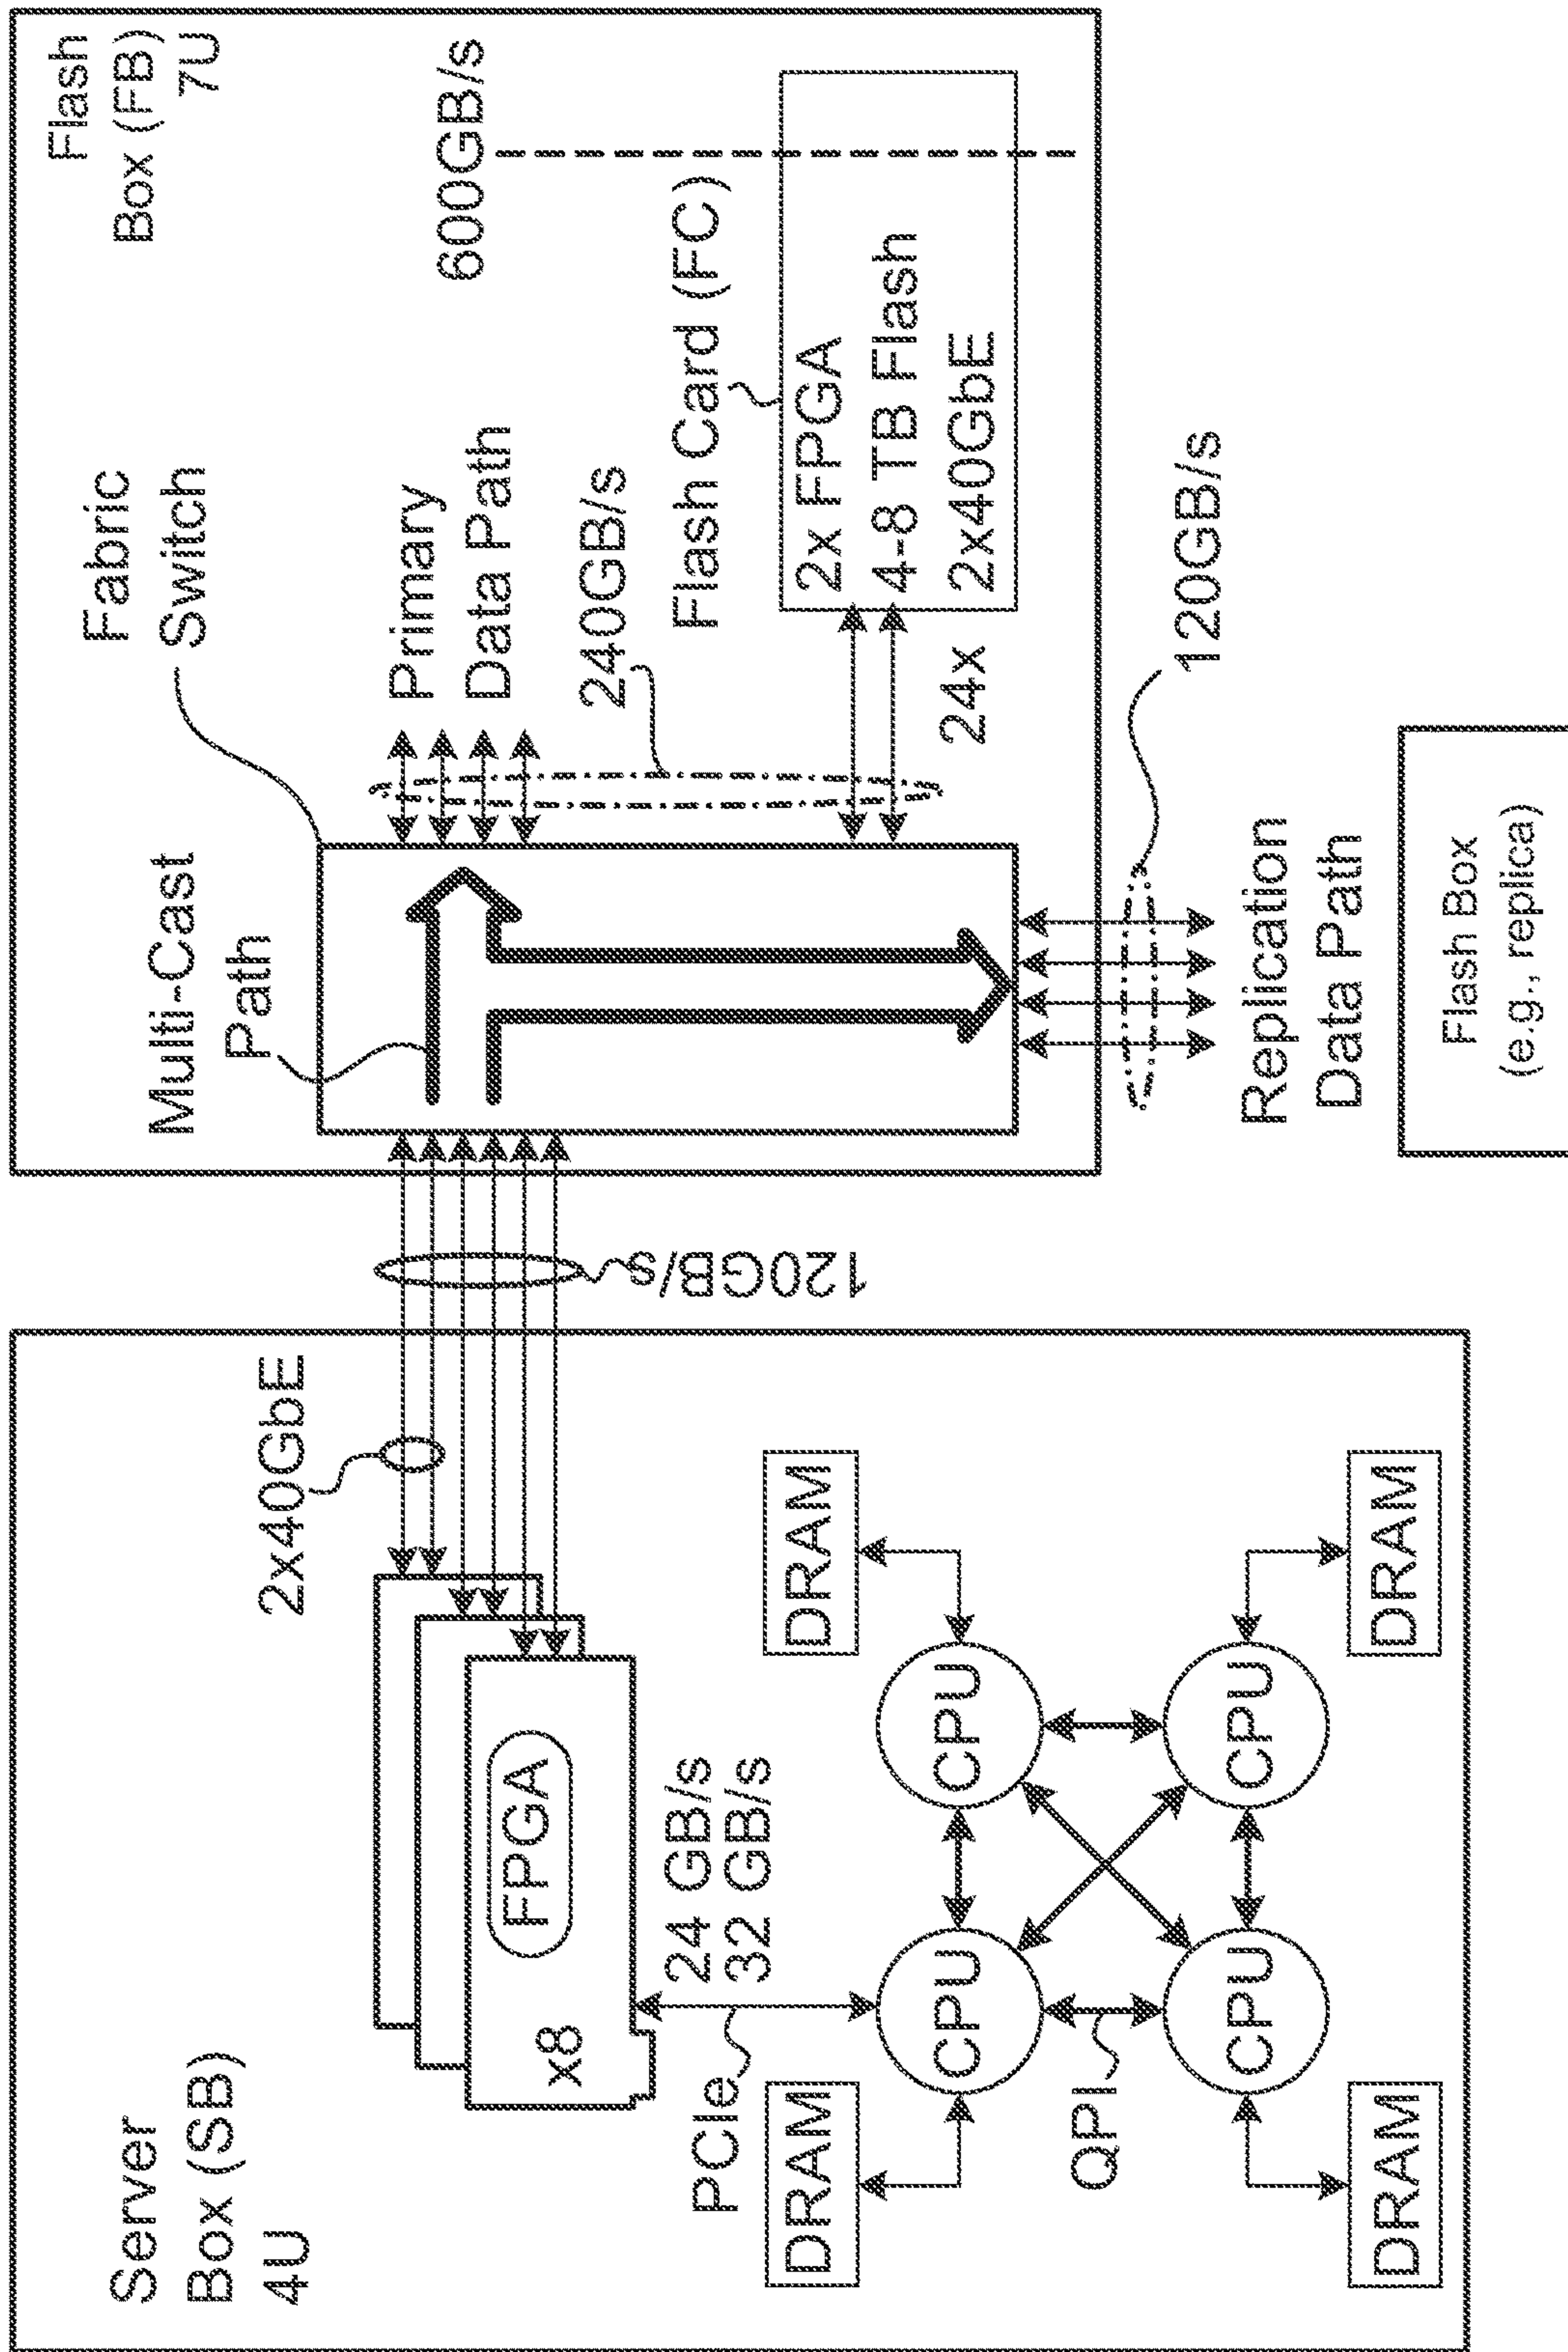 Server
Box (SB)
4U
2x40GbE
FPGA
x8
PCIe
24 GB/s
32 GB/s
DRAM
DRAM
CPU
CPU
QPI
CPU
CPU
DRAM
DRAM
120GB/s
Flash
Box (FB)
7U
Multi-Cast
Path
Fabric
Switch
Primary
Data Path
240GB/s
600GB/s
Flash Card (FC)
2x FPGA
4-8 TB Flash
2x40GbE
24x
120GB/s
Replication
Data Path
Flash Box
(e.g., replica)